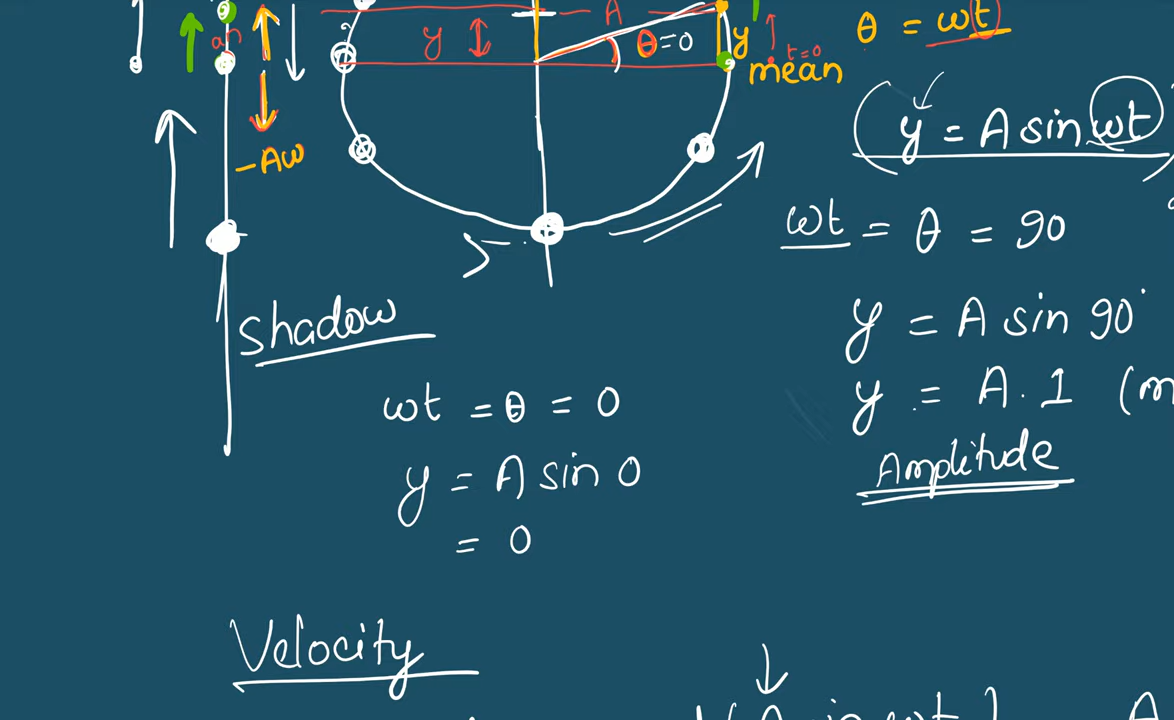 A
θ = ωt
y
θ=0
y
t=0
mean
an
-Aω
y = A sin ωt
ωt = θ = 90
Shadow
y = A sin 90°
ωt = θ = 0
y = A . 1 (m
Amplitude
y = A sin 0
= 0
Velocity